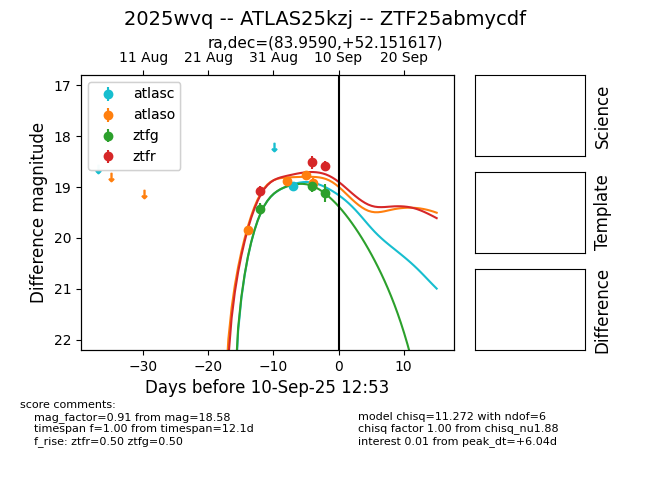 2025wvq -- ATLAS25kzj -- ZTF25abmycdf
ra,dec=(83.9590,+52.151617)
11 Aug 21 Aug 31 Aug 10 Sep 20 Sep
17
18
19
20
21
22
Difference magnitude
atlasc
atlaso
ztfg
ztfr
−30 −20 −10 0 10
Days before 10-Sep-25 12:53
Science
Template
Difference
score comments:
mag_factor=0.91 from mag=18.58
timespan f=1.00 from timespan=12.1d
f_rise: ztfr=0.50 ztfg=0.50
model chisq=11.272 with ndof=6
chisq factor 1.00 from chisq_nu1.88
interest 0.01 from peak_dt=+6.04d